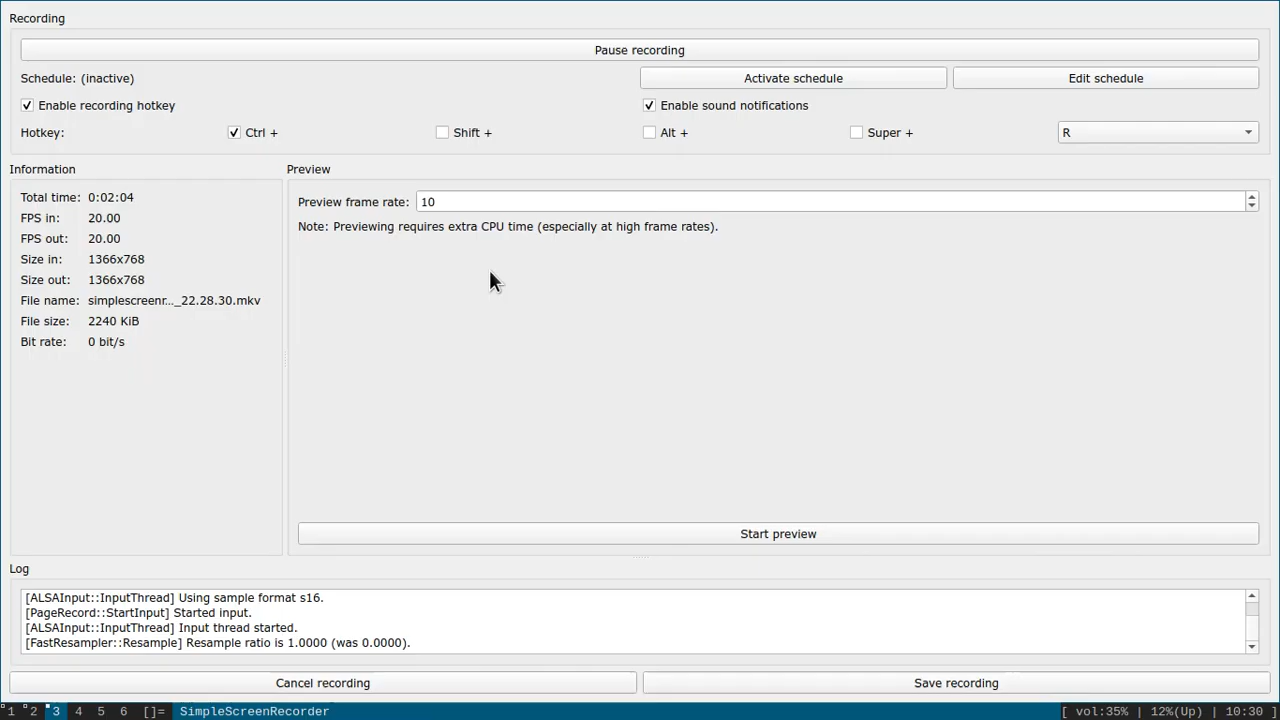 Recording
Pause recording
Schedule: (inactive) Activate schedule Edit schedule
Enable recording hotkey Enable sound notifications
Hotkey: Ctrl + Shift + Alt + Super + R
Information
Total time: 0:02:04
FPS in: 20.00
FPS out: 20.00
Size in: 1366x768
Size out: 1366x768
File name: simplescreenr..._22.28.30.mkv
File size: 2240 KiB
Bit rate: 0 bit/s
Preview
Preview frame rate: 10
Note: Previewing requires extra CPU time (especially at high frame rates).
Start preview
Log
[ALSAInput::InputThread] Using sample format s16.
[PageRecord::StartInput] Started input.
[ALSAInput::InputThread] Input thread started.
[FastResampler::Resample] Resample ratio is 1.0000 (was 0.0000).
Cancel recording Save recording
1 2 3 4 5 6 []= SimpleScreenRecorder [ vol:35% | 12%(Up) | 10:30 ]